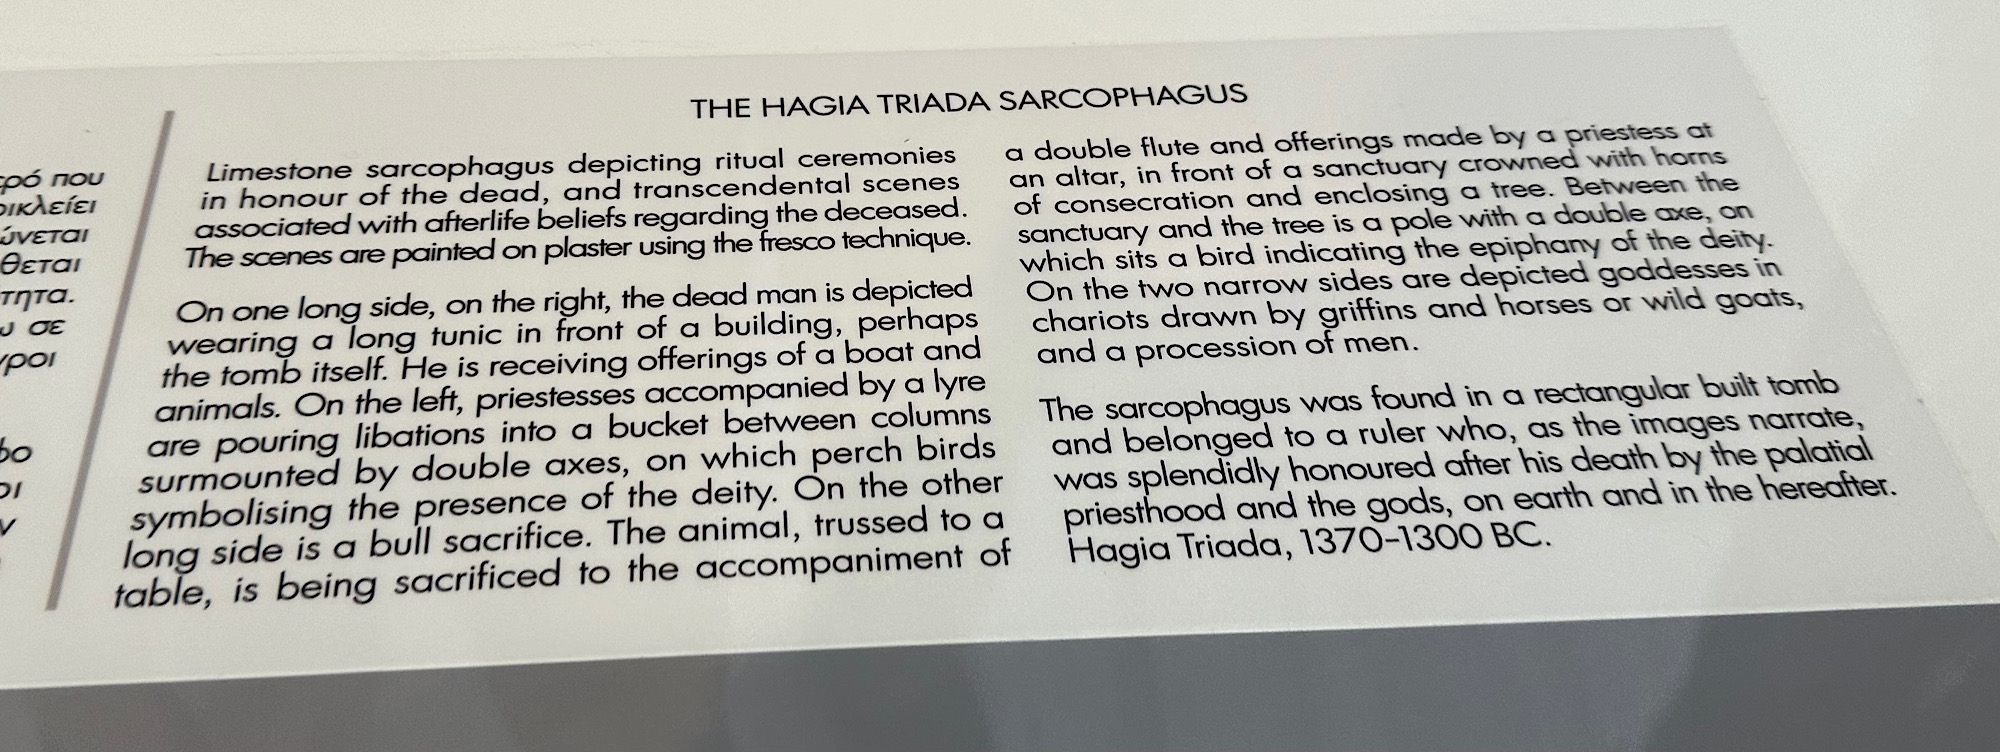 ρό που
ικλείει
ώνεται
θεται
τητα.
σε
γροι
THE HAGIA TRIADA SARCOPHAGUS
Limestone sarcophagus depicting ritual ceremonies
in honour of the dead, and transcendental scenes
associated with afterlife beliefs regarding the deceased.
The scenes are painted on plaster using the fresco technique.
On one long side, on the right, the dead man is depicted
wearing a long tunic in front of a building, perhaps
the tomb itself. He is receiving offerings of a boat and
animals. On the left, priestesses accompanied by a lyre
are pouring libations into a bucket between columns
surmounted by double axes, on which perch birds
symbolising the presence of the deity. On the other
long side is a bull sacrifice. The animal, trussed to a
table, is being sacrificed to the accompaniment of
a double flute and offerings made by a priestess at
an altar, in front of a sanctuary crowned with horns
of consecration and enclosing a tree. Between the
sanctuary and the tree is a pole with a double axe, on
which sits a bird indicating the epiphany of the deity.
On the two narrow sides are depicted goddesses in
chariots drawn by griffins and horses or wild goats,
and a procession of men.
The sarcophagus was found in a rectangular built tomb
and belonged to a ruler who, as the images narrate,
was splendidly honoured after his death by the palatial
priesthood and the gods, on earth and in the hereafter.
Hagia Triada, 1370-1300 BC.